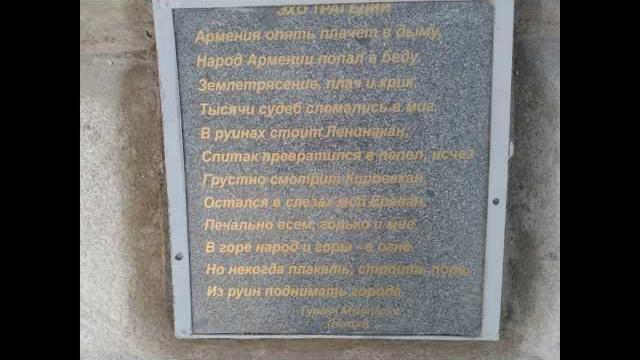 ЭХО ТРАГЕДИИ
Армения опять плачет в дыму,
Народ Армении попал в беду.
Землетрясение, плач и крик,
Тысячи судеб сломались в миг.
В руинах стоит Ленинакан,
Спитак превратился в пепел, исчез
Грустно смотрит Кировакан,
Остался в слезах мой Ереван,
Печально всем, горько и мне.
В горе народ и горы - в огне.
Но некогда плакать, строить пора,
Из руин поднимать города.